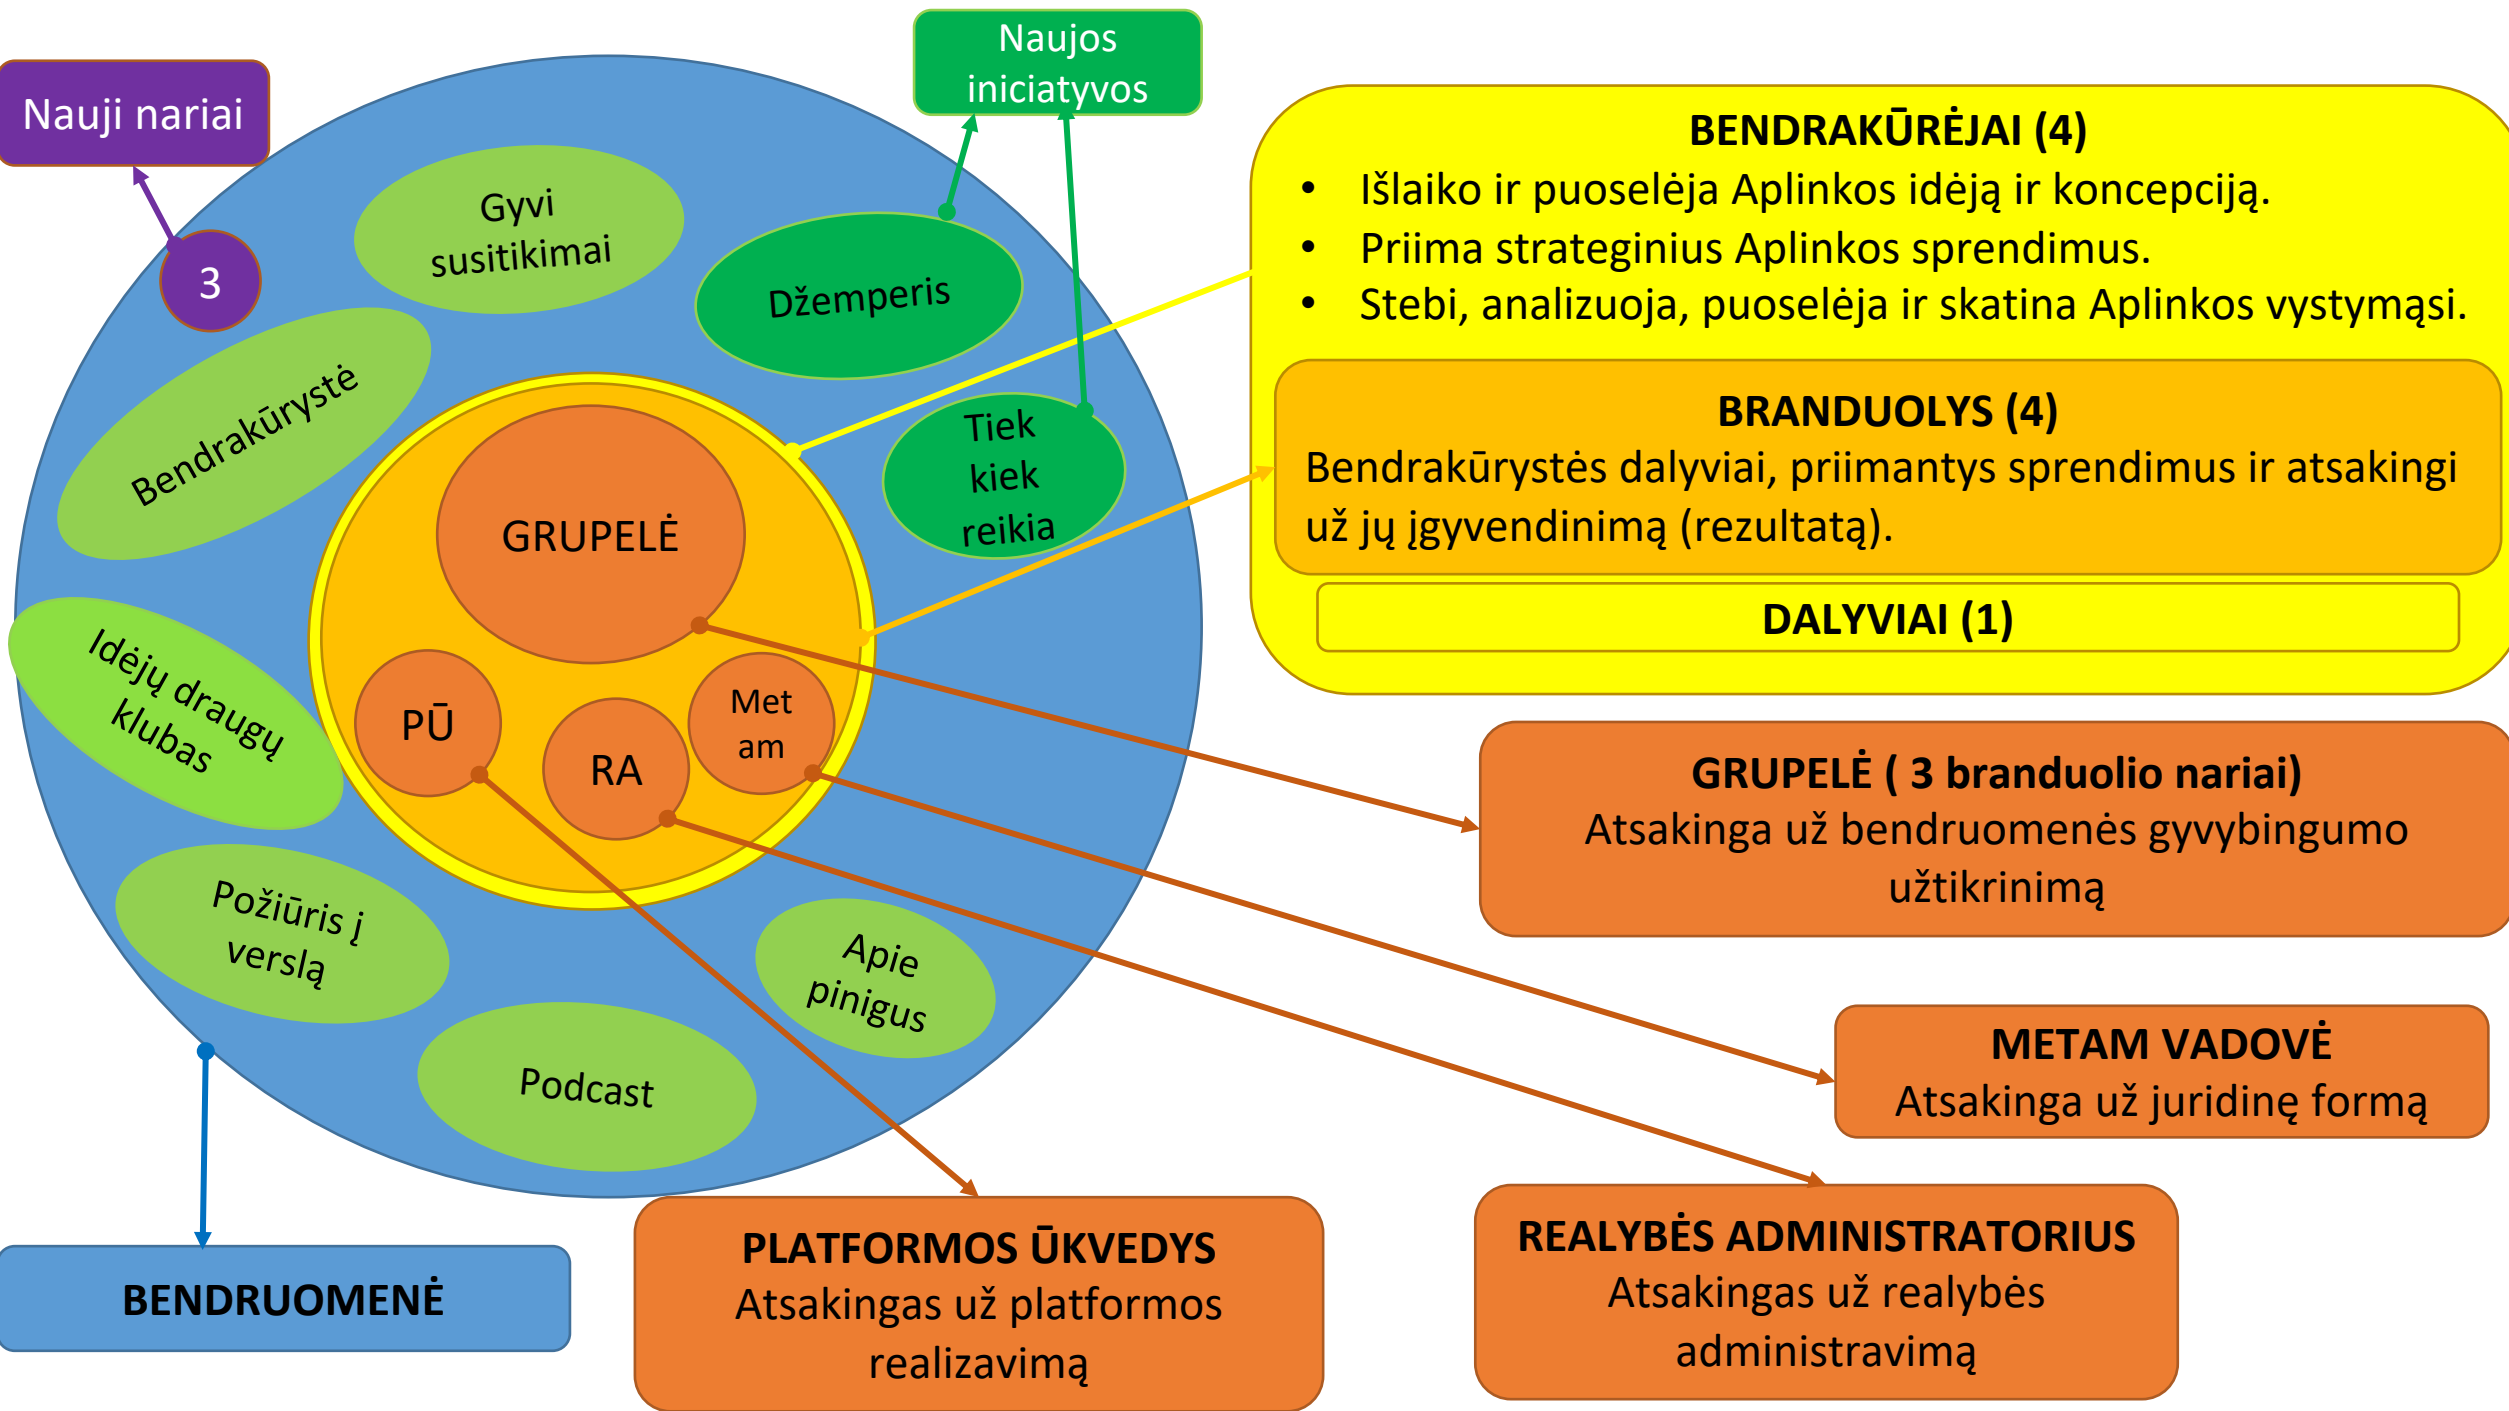 Naujos
iniciatyvos
Nauji nariai
3
Gyvi
susitikimai
Džemperis
Tiek
kiek
reikia
Bendrakūrystė
GRUPELĖ
Idėjų draugų
klubas
PŪ
RA
Met
am
Požiūris į
verslą
Apie
pinigus
Podcast
BENDRUOMENĖ
BENDRAKŪRĖJAI (4)
• Išlaiko ir puoselėja Aplinkos idėją ir koncepciją.
• Priima strateginius Aplinkos sprendimus.
• Stebi, analizuoja, puoselėja ir skatina Aplinkos vystymąsi.
BRANDUOLYS (4)
Bendrakūrystės dalyviai, priimantys sprendimus ir atsakingi
už jų įgyvendinimą (rezultatą).
DALYVIAI (1)
GRUPELĖ ( 3 branduolio nariai)
Atsakinga už bendruomenės gyvybingumo
užtikrinimą
METAM VADOVĖ
Atsakinga už juridinę formą
PLATFORMOS ŪKVEDYS
Atsakingas už platformos
realizavimą
REALYBĖS ADMINISTRATORIUS
Atsakingas už realybės
administravimą